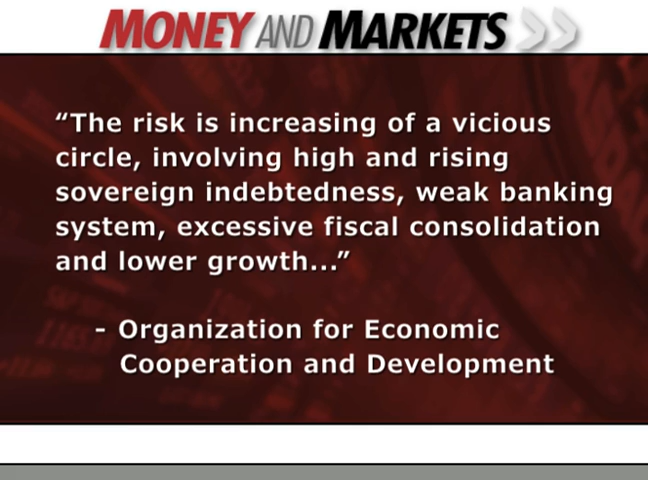 MONEY AND MARKETS
“The risk is increasing of a vicious
circle, involving high and rising
sovereign indebtedness, weak banking
system, excessive fiscal consolidation
and lower growth...”
- Organization for Economic
Cooperation and Development